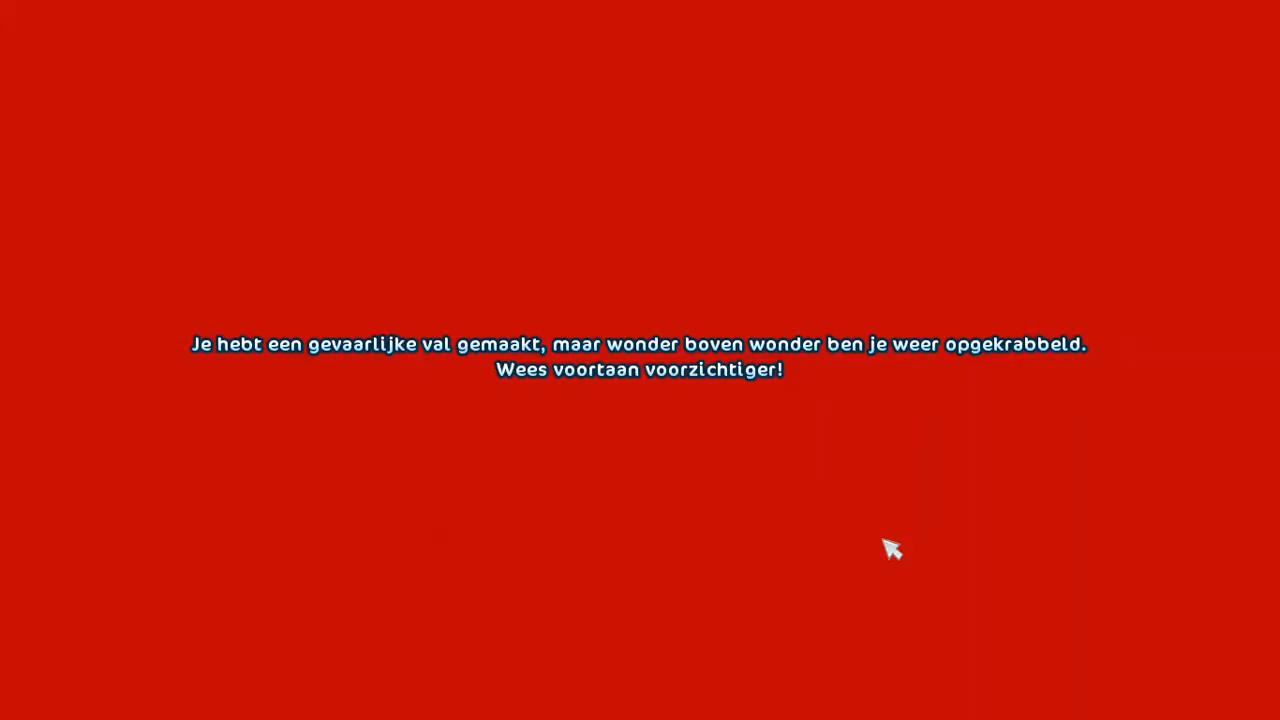 Je hebt een gevaarlijke val gemaakt, maar wonder boven wonder ben je weer opgekrabbeld.
Wees voortaan voorzichtiger!